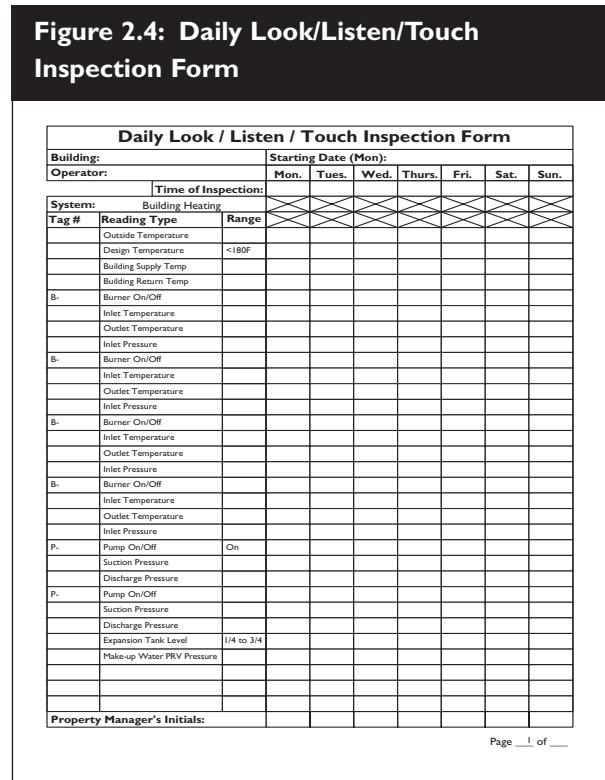 Figure 2.4: Daily Look/Listen/Touch
Inspection Form
Daily Look / Listen / Touch Inspection Form
Building: Starting Date (Mon):
Operator: Mon. Tues. Wed. Thurs. Fri. Sat. Sun.
Time of Inspection:
System: Building Heating
Tag # Reading Type Range
Outside Temperature
Design Temperature <180F
Building Supply Temp
Building Return Temp
B- Burner On/Off
Inlet Temperature
Outlet Temperature
Inlet Pressure
B- Burner On/Off
Inlet Temperature
Outlet Temperature
Inlet Pressure
B- Burner On/Off
Inlet Temperature
Outlet Temperature
Inlet Pressure
B- Burner On/Off
Inlet Temperature
Outlet Temperature
Inlet Pressure
P- Pump On/Off On
Suction Pressure
Discharge Pressure
P- Pump On/Off
Suction Pressure
Discharge Pressure
Expansion Tank Level 1/4 to 3/4
Make-up Water PRV Pressure
Property Manager's Initials:
Page __1 of ___